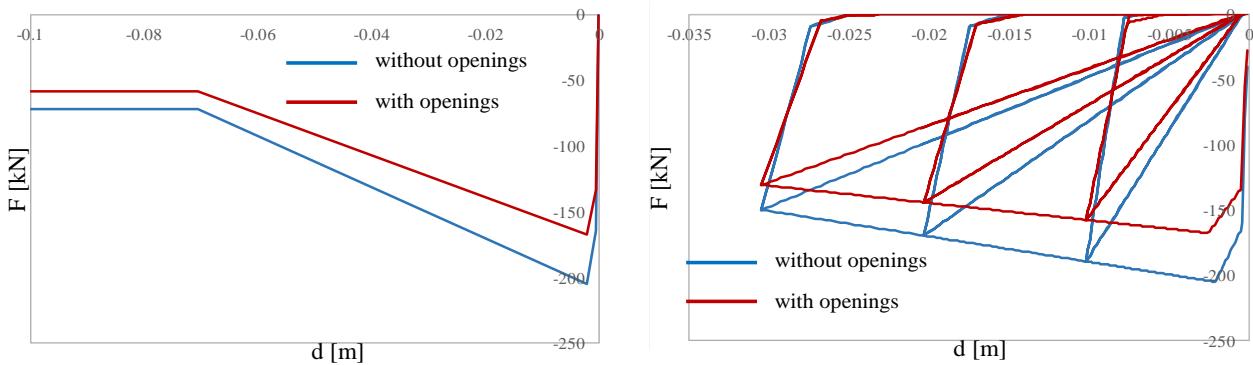 -0.1 -0.08 -0.06 -0.04 -0.02 0
0
-50
-100
-150
-200
-250
without openings
with openings
F [kN]
d [m]
-0.035 -0.03 -0.025 -0.02 -0.015 -0.01 -0.005 0
0
-50
-100
-150
-200
-250
without openings
with openings
F [kN]
d [m]